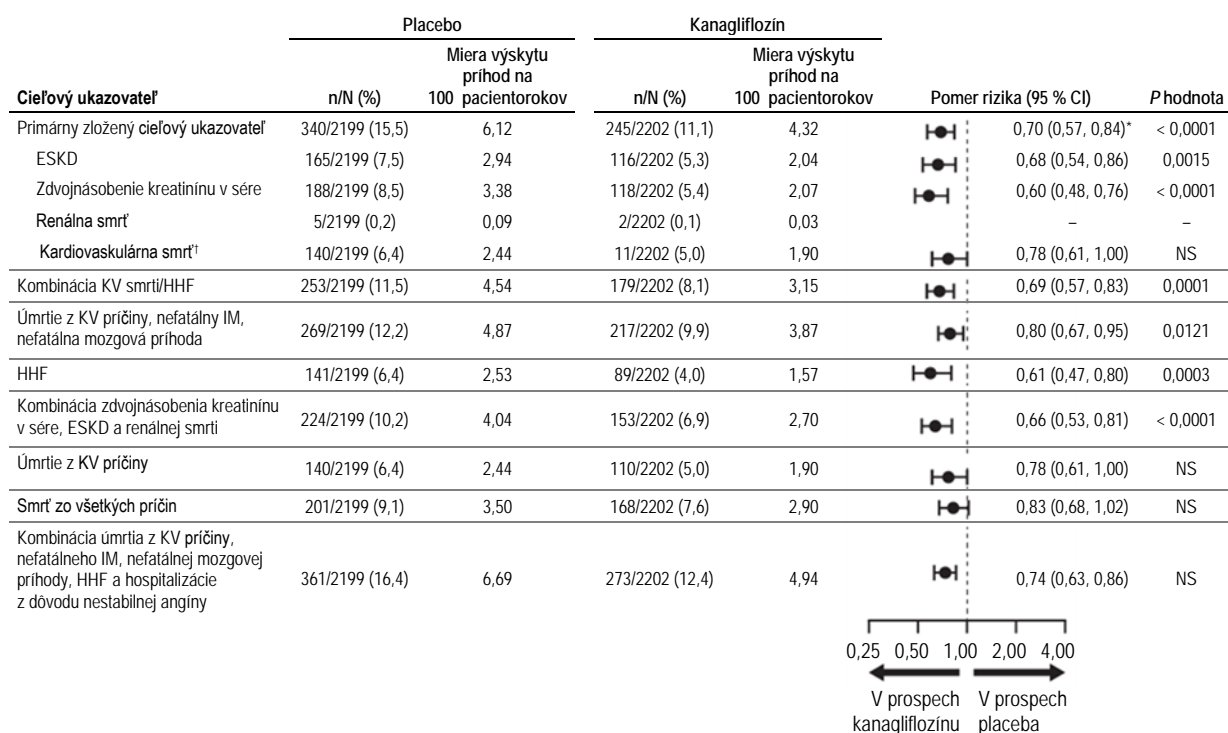 Placebo Kanagliflozín
Miera výskytu Miera výskytu
príhod na príhod na
Cieľový ukazovateľ n/N (%) 100 pacientorokov n/N (%) 100 pacientorokov Pomer rizika (95 % CI) P hodnota
Primárny zložený cieľový ukazovateľ 340/2199 (15,5) 6,12 245/2202 (11,1) 4,32 0,70 (0,57, 0,84)* < 0,0001
ESKD 165/2199 (7,5) 2,94 116/2202 (5,3) 2,04 0,68 (0,54, 0,86) 0,0015
Zdvojnásobenie kreatinínu v sére 188/2199 (8,5) 3,38 118/2202 (5,4) 2,07 0,60 (0,48, 0,76) < 0,0001
Renálna smrť 5/2199 (0,2) 0,09 2/2202 (0,1) 0,03 – –
Kardiovaskulárna smrť† 140/2199 (6,4) 2,44 11/2202 (5,0) 1,90 0,78 (0,61, 1,00) NS
Kombinácia KV smrti/HHF 253/2199 (11,5) 4,54 179/2202 (8,1) 3,15 0,69 (0,57, 0,83) 0,0001
Úmrtie z KV príčiny, nefatálny IM,
nefatálna mozgová príhoda 269/2199 (12,2) 4,87 217/2202 (9,9) 3,87 0,80 (0,67, 0,95) 0,0121
HHF 141/2199 (6,4) 2,53 89/2202 (4,0) 1,57 0,61 (0,47, 0,80) 0,0003
Kombinácia zdvojnásobenia kreatinínu
v sére, ESKD a renálnej smrti 224/2199 (10,2) 4,04 153/2202 (6,9) 2,70 0,66 (0,53, 0,81) < 0,0001
Úmrtie z KV príčiny 140/2199 (6,4) 2,44 110/2202 (5,0) 1,90 0,78 (0,61, 1,00) NS
Smrť zo všetkých príčin 201/2199 (9,1) 3,50 168/2202 (7,6) 2,90 0,83 (0,68, 1,02) NS
Kombinácia úmrtia z KV príčiny,
nefatálneho IM, nefatálnej mozgovej
príhody, HHF a hospitalizácie 361/2199 (16,4) 6,69 273/2202 (12,4) 4,94 0,74 (0,63, 0,86) NS
z dôvodu nestabilnej angíny
0,25 0,50 1,00 2,00 4,00
V prospech V prospech
kanagliflozínu placeba